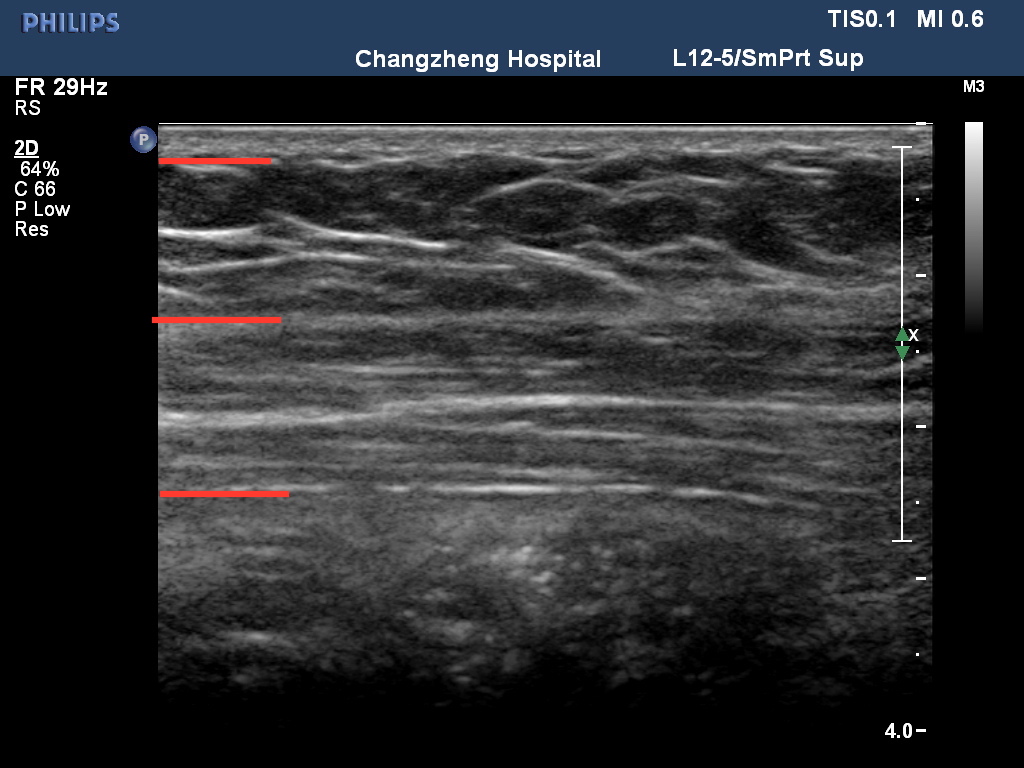 PHILIPS
TIS0.1 MI 0.6
Changzheng Hospital
L12-5/SmPrt Sup
FR 29Hz
RS
M3
2D
64%
C 66
P Low
Res
P
X
4.0